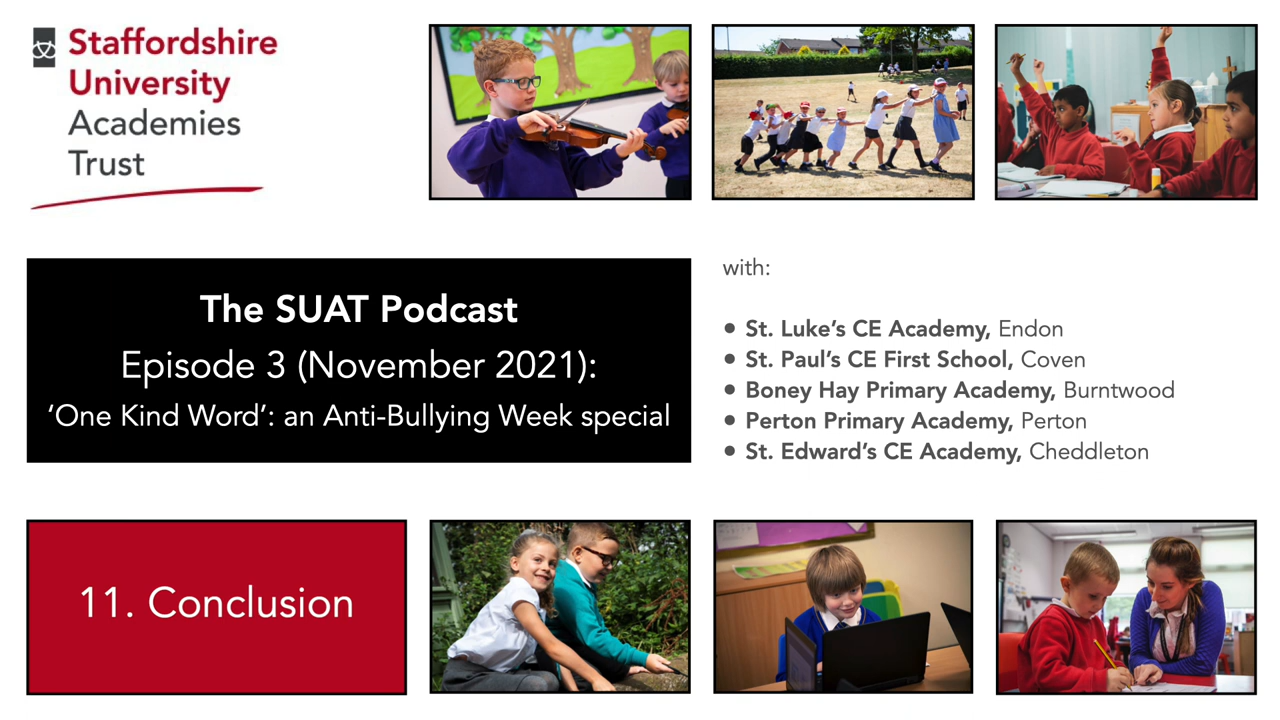 Staffordshire
University
Academies
Trust
The SUAT Podcast
Episode 3 (November 2021):
‘One Kind Word’: an Anti-Bullying Week special
with:
• St. Luke’s CE Academy, Endon
• St. Paul’s CE First School, Coven
• Boney Hay Primary Academy, Burntwood
• Perton Primary Academy, Perton
• St. Edward’s CE Academy, Cheddleton
11. Conclusion